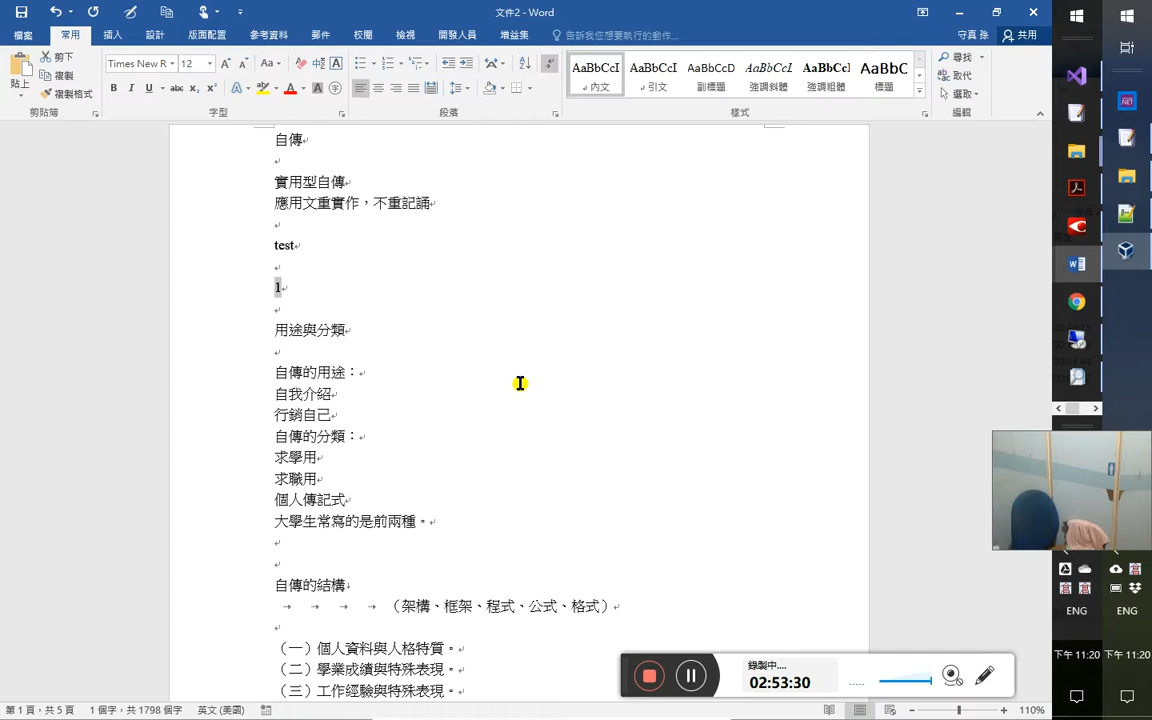 文件2 - Word
檔案 常用 插入 設計 版面配置 參考資料 郵件 校閱 檢視 開發人員 增益集 告訴我您想要執行的動作... 守真 孫 共用
貼上 剪下 複製 複製格式
Times New R 12 Aa
AaBbCcI AaBbCcI AaBbCcD AaBbCcI AaBbCcI AaBbC
內文 引文 副標題 強調斜體 強調粗體 標題
尋找 取代 選取
剪貼簿 字型 段落 樣式 編輯
自傳
實用型自傳
應用文重實作，不重記誦
test
1
用途與分類
自傳的用途：
自我介紹
行銷自己
自傳的分類：
求學用
求職用
個人傳記式
大學生常寫的是前兩種。
自傳的結構
（架構、框架、程式、公式、格式）
（一）個人資料與人格特質。
（二）學業成績與特殊表現。
（三）工作經驗與特殊表現。
錄製中....
02:53:30
第 1 頁，共 5 頁 1 個字，共 1798 個字 英文 (美國) 110%
ENG ENG
下午 11:20 下午 11:20